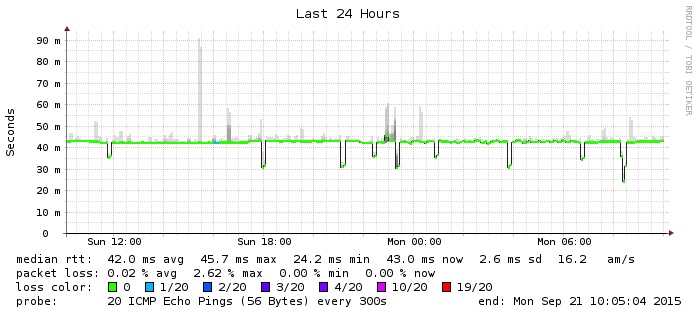 Last 24 Hours
RRDTOOL / TOBI OETIKER
Seconds
90 m
80 m
70 m
60 m
50 m
40 m
30 m
20 m
10 m
0
Sun 12:00 Sun 18:00 Mon 00:00 Mon 06:00
median rtt: 42.0 ms avg 45.7 ms max 24.2 ms min 43.0 ms now 2.6 ms sd 16.2 am/s
packet loss: 0.02 % avg 2.62 % max 0.00 % min 0.00 % now
loss color: 0 1/20 2/20 3/20 4/20 10/20 19/20
probe: 20 ICMP Echo Pings (56 Bytes) every 300s end: Mon Sep 21 10:05:04 2015